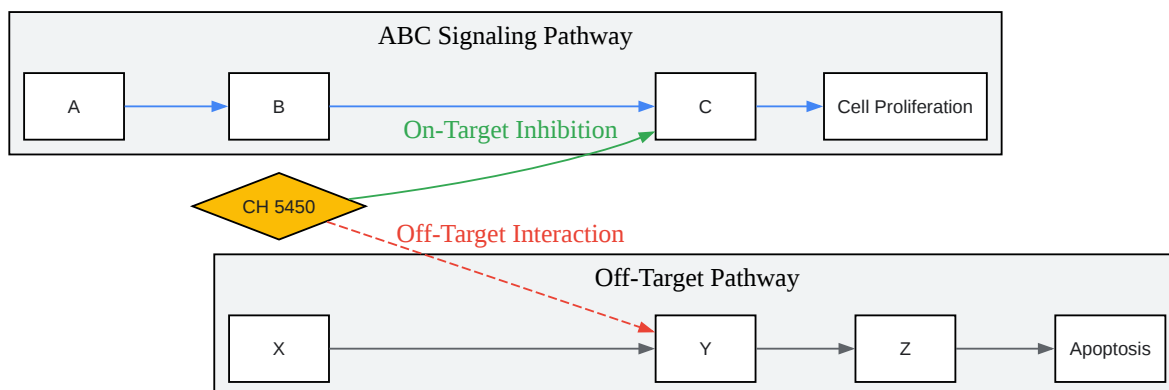 ABC Signaling Pathway
A
B
C
Cell Proliferation
On-Target Inhibition
CH 5450
Off-Target Interaction
Off-Target Pathway
X
Y
Z
Apoptosis